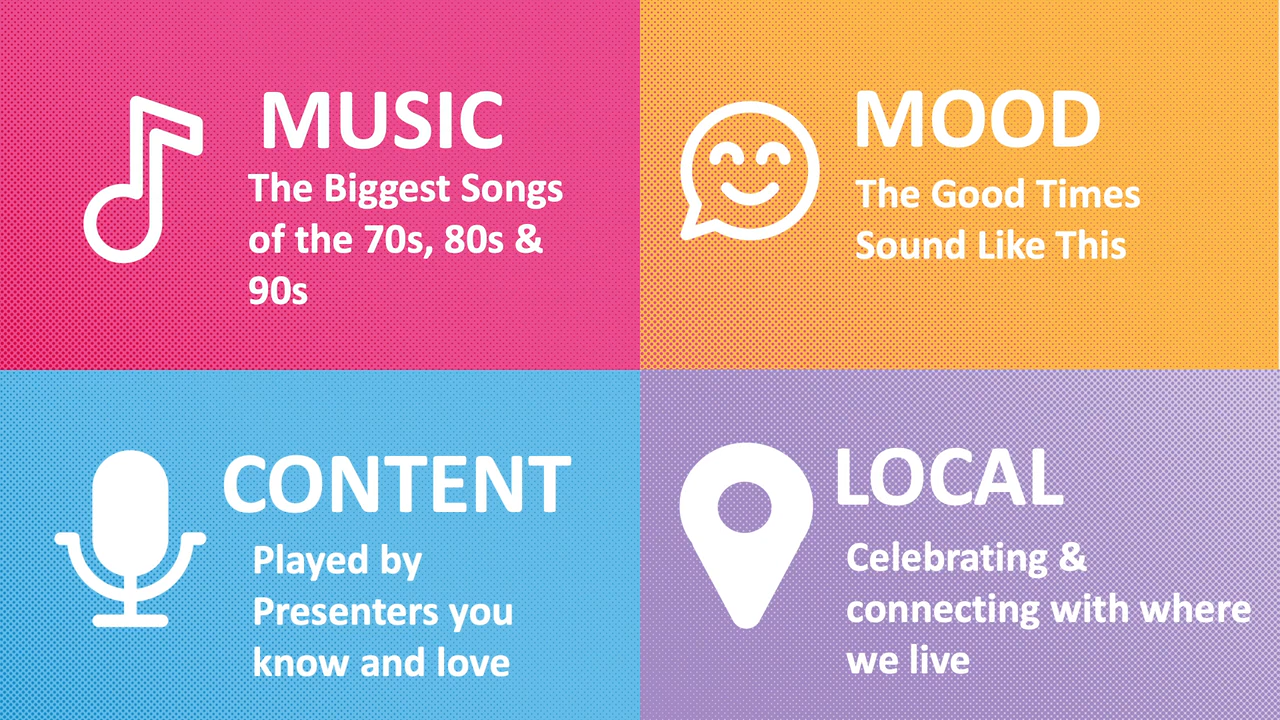 MUSIC
The Biggest Songs
of the 70s, 80s &
90s
MOOD
The Good Times
Sound Like This
CONTENT
Played by
Presenters you
know and love
LOCAL
Celebrating &
connecting with where
we live